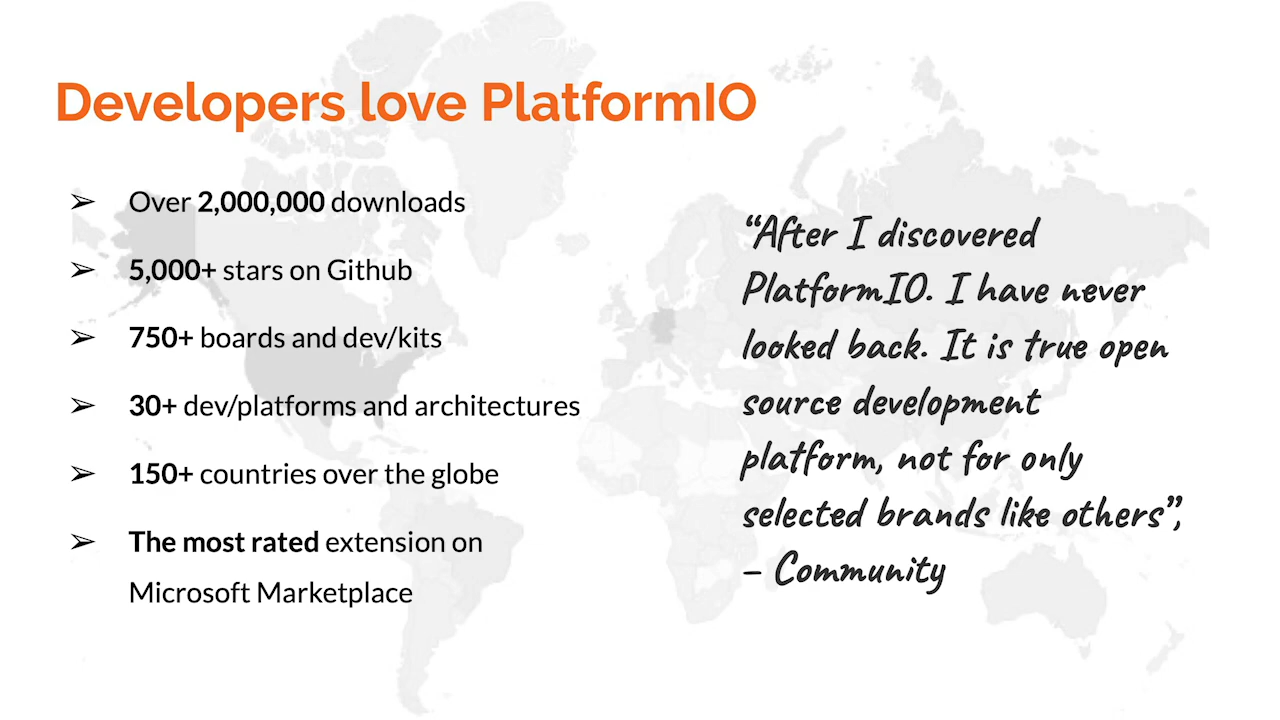 Developers love PlatformIO
➢ Over 2,000,000 downloads
➢ 5,000+ stars on Github
➢ 750+ boards and dev/kits
➢ 30+ dev/platforms and architectures
➢ 150+ countries over the globe
➢ The most rated extension on
Microsoft Marketplace
“After I discovered
PlatformIO. I have never
looked back. It is true open
source development
platform, not for only
selected brands like others”,
– Community